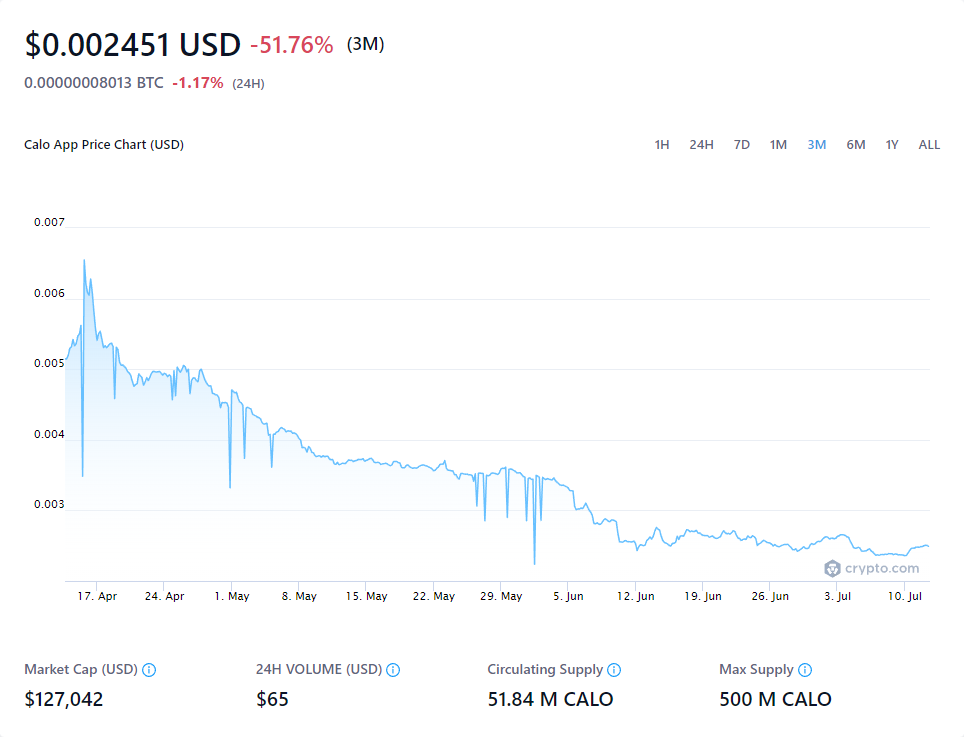 $0.002451 USD -51.76% (3M)
0.00000008013 BTC -1.17% (24H)
Calo App Price Chart (USD) 1H 24H 7D 1M 3M 6M 1Y ALL
0.007
0.006
0.005
0.004
0.003
crypto.com
17. Apr 24. Apr 1. May 8. May 15. May 22. May 29. May 5. Jun 12. Jun 19. Jun 26. Jun 3. Jul 10. Jul
Market Cap (USD) 24H VOLUME (USD) Circulating Supply Max Supply
$127,042 $65 51.84 M CALO 500 M CALO